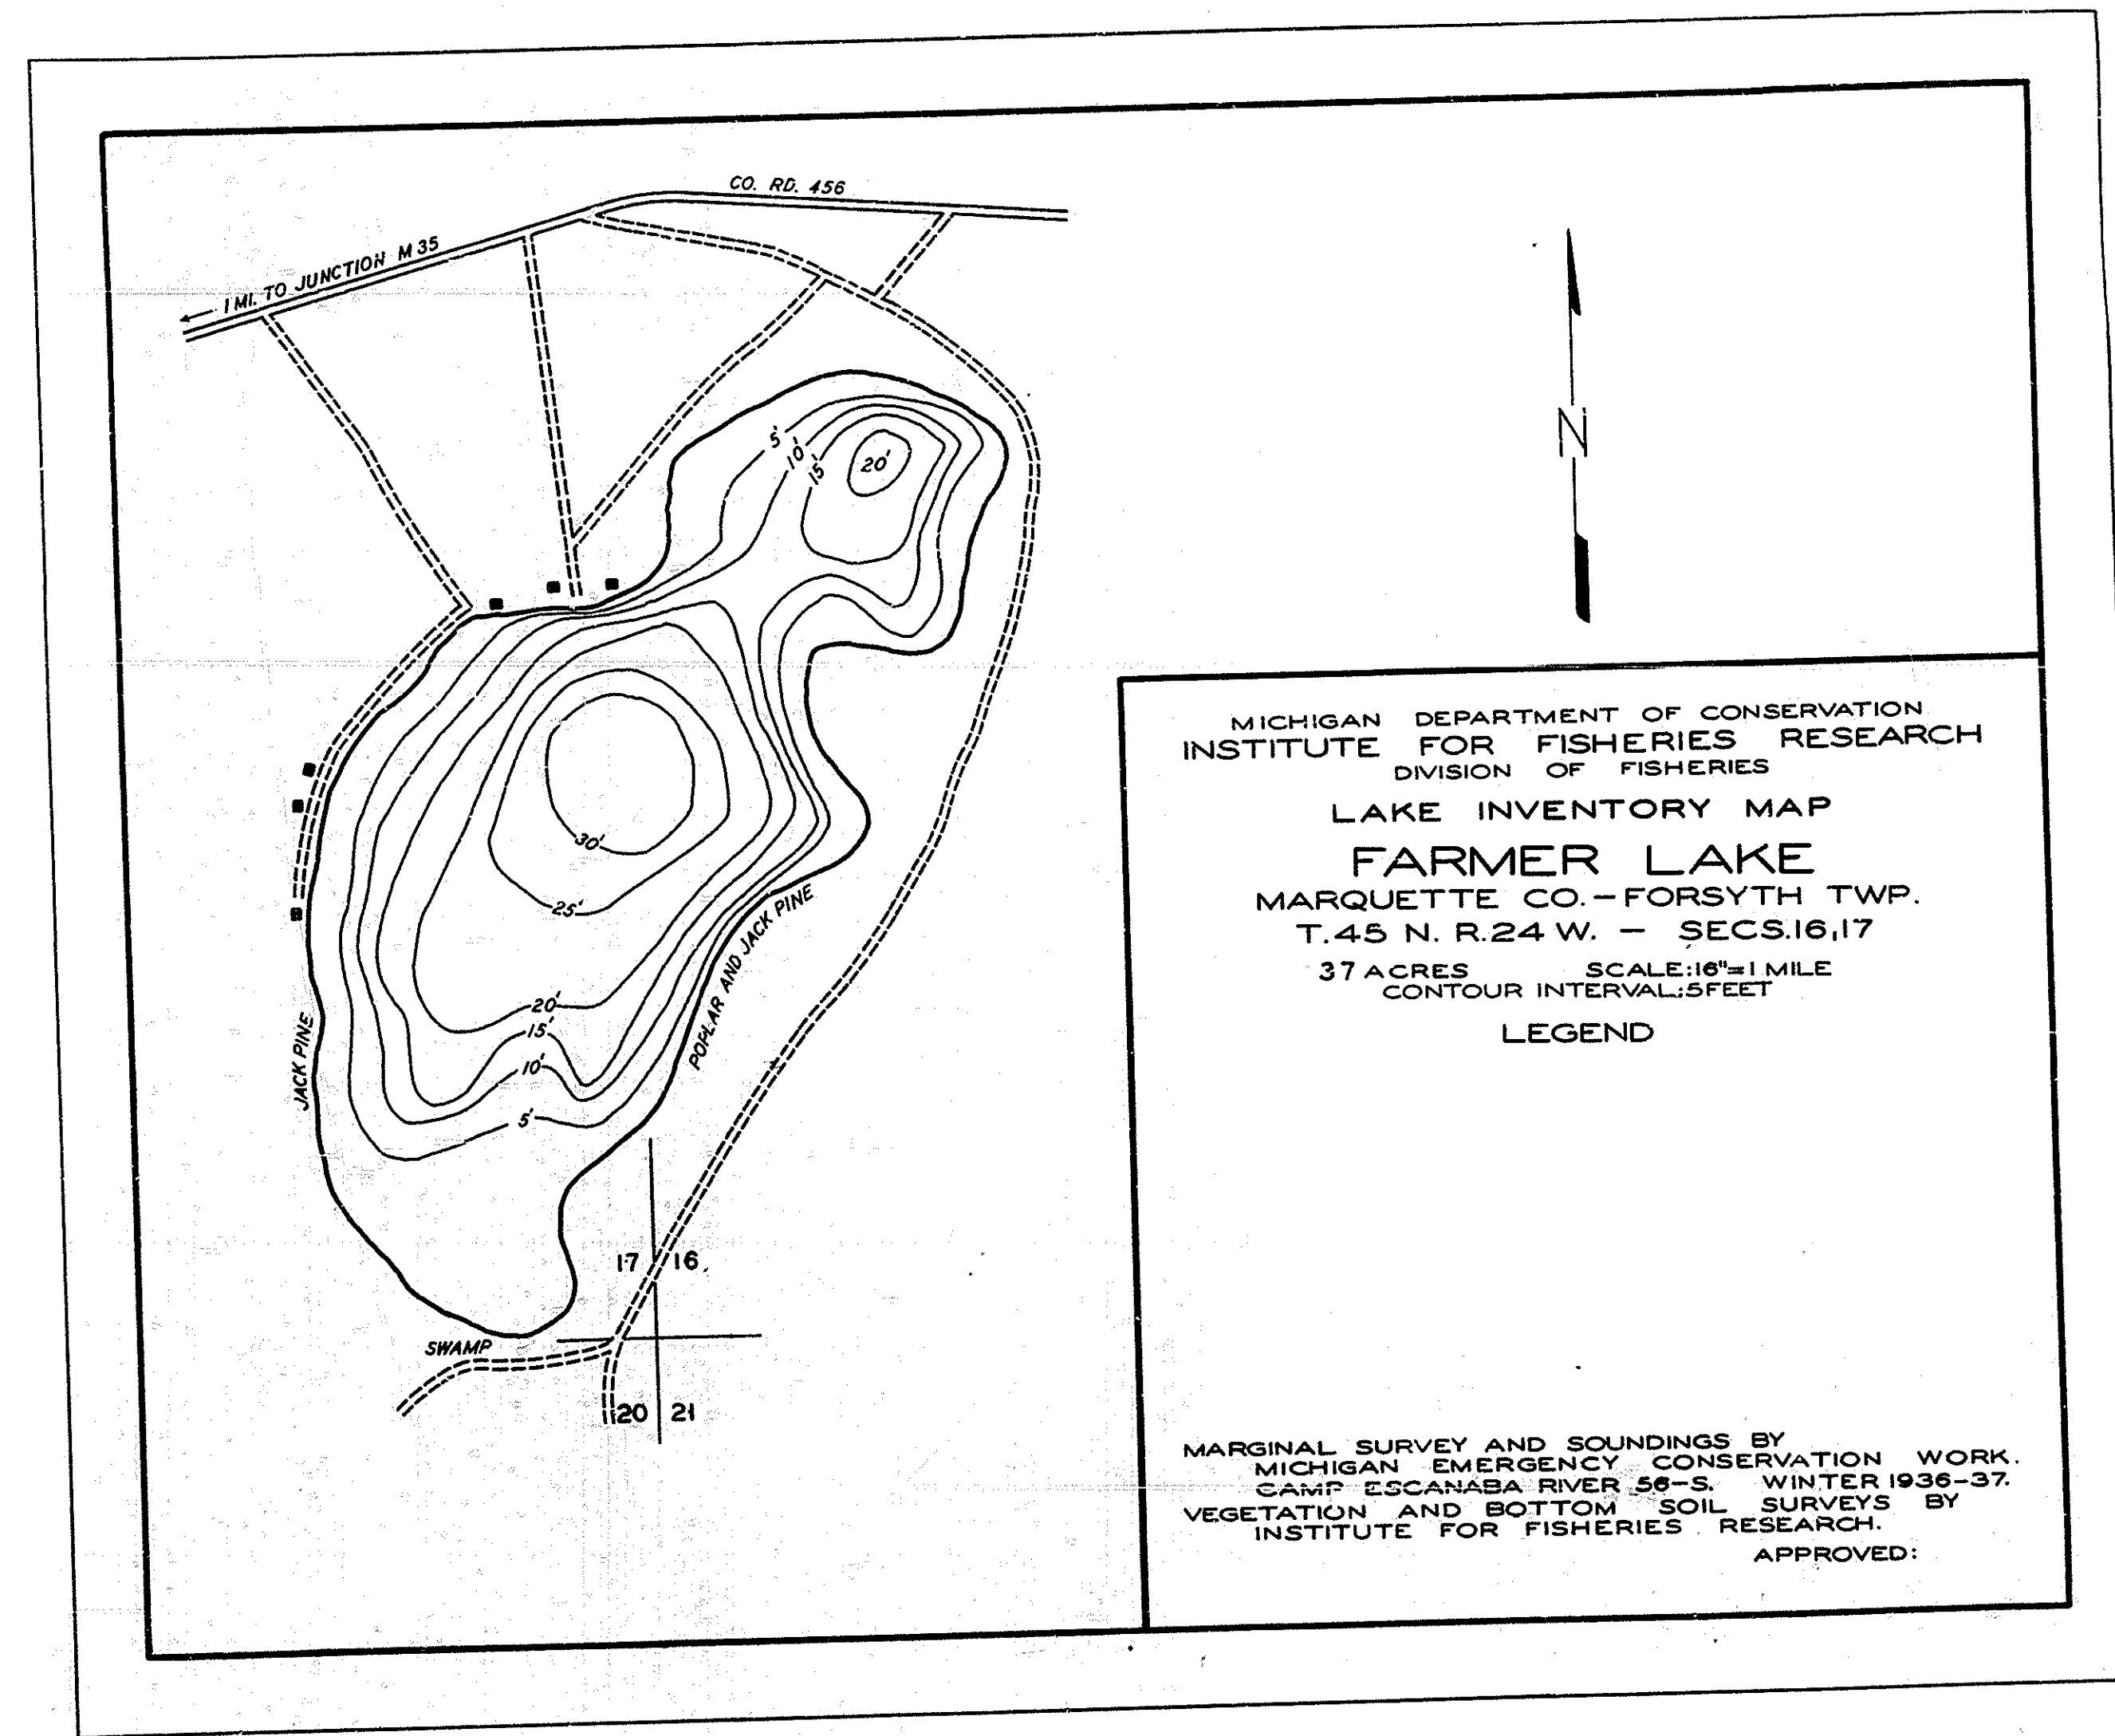 CO. RD. 456
1 MI. TO JUNCTION M 35
N
5'
10'
15'
20'
30'
25'
20'
15'
10'
5'
JACK PINE
POPLAR AND JACK PINE
SWAMP
17 16
20 21
MICHIGAN DEPARTMENT OF CONSERVATION
INSTITUTE FOR FISHERIES RESEARCH
DIVISION OF FISHERIES
LAKE INVENTORY MAP
FARMER LAKE
MARQUETTE CO.-FORSYTH TWP.
T.45 N. R.24 W. - SECS.16,17
37 ACRES SCALE:16"=1 MILE
CONTOUR INTERVAL:5FEET
LEGEND
MARGINAL SURVEY AND SOUNDINGS BY
MICHIGAN EMERGENCY CONSERVATION WORK.
CAMP ESCANABA RIVER 56-S. WINTER 1936-37.
VEGETATION AND BOTTOM SOIL SURVEYS BY
INSTITUTE FOR FISHERIES RESEARCH.
APPROVED: